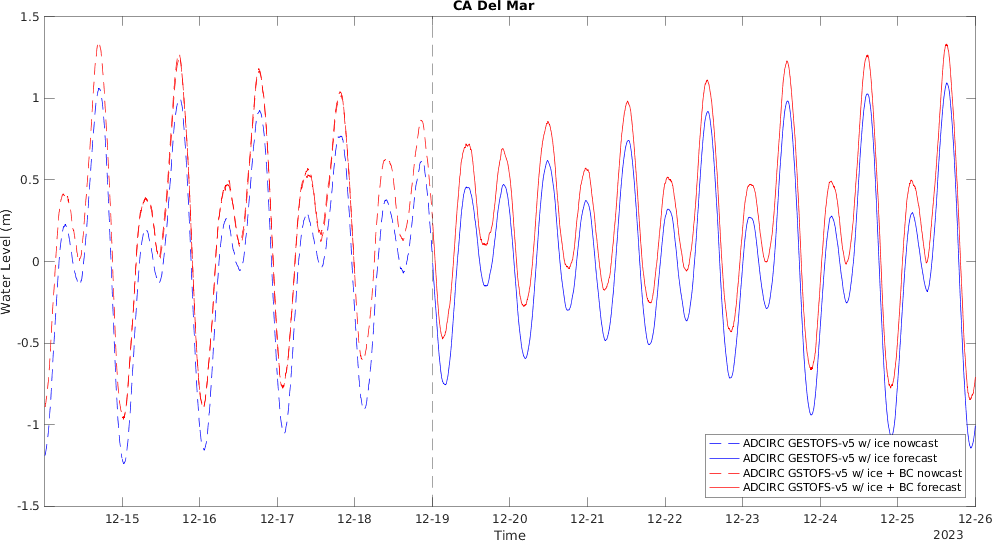 CA Del Mar
1.5
1
0.5
0
-0.5
-1
-1.5
Water Level (m)
ADCIRC GESTOFS-v5 w/ ice nowcast
ADCIRC GESTOFS-v5 w/ ice forecast
ADCIRC GSTOFS-v5 w/ ice + BC nowcast
ADCIRC GSTOFS-v5 w/ ice + BC forecast
12-15 12-16 12-17 12-18 12-19 12-20 12-21 12-22 12-23 12-24 12-25 12-26
Time
2023